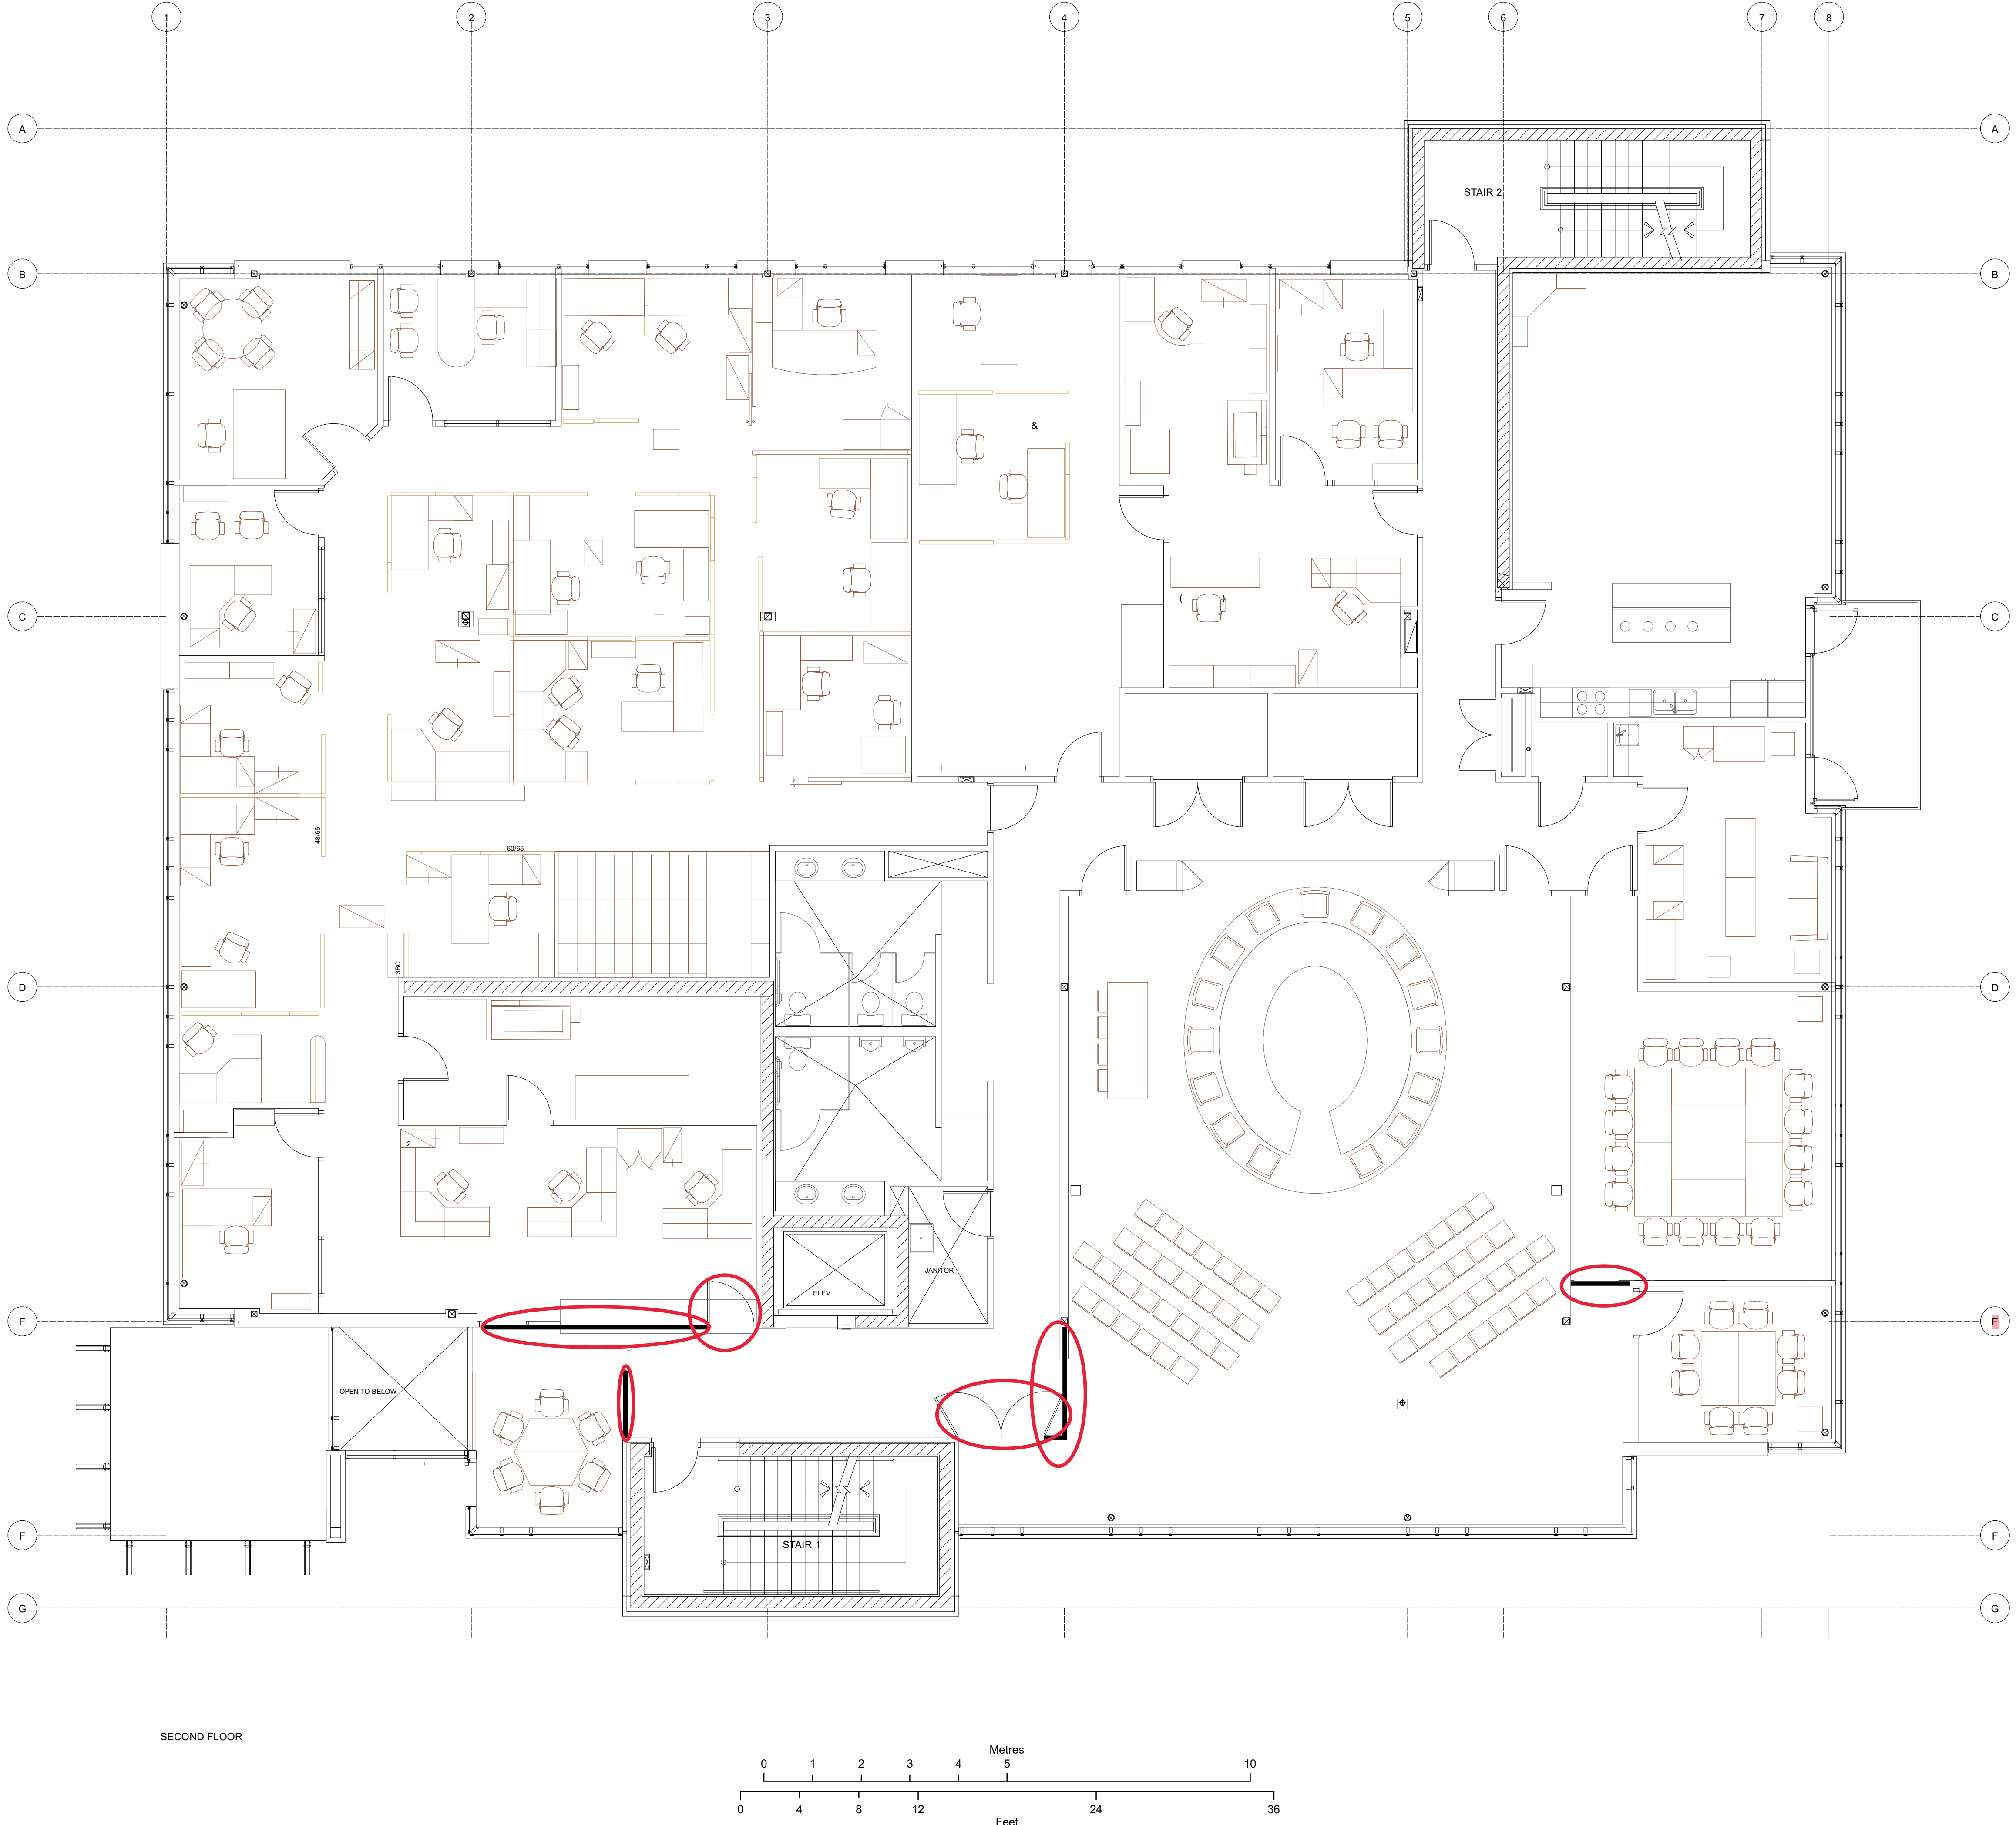 1 2 3 4 5 6 7 8
A A
STAIR 2
B B
&
C ( ) C
48/65
60/65
3BC
D D
2
JANITOR
ELEV
E E
OPEN TO BELOW
F F
STAIR 1
G G
SECOND FLOOR
Metres
0 1 2 3 4 5 10
0 4 8 12 24 36
Feet